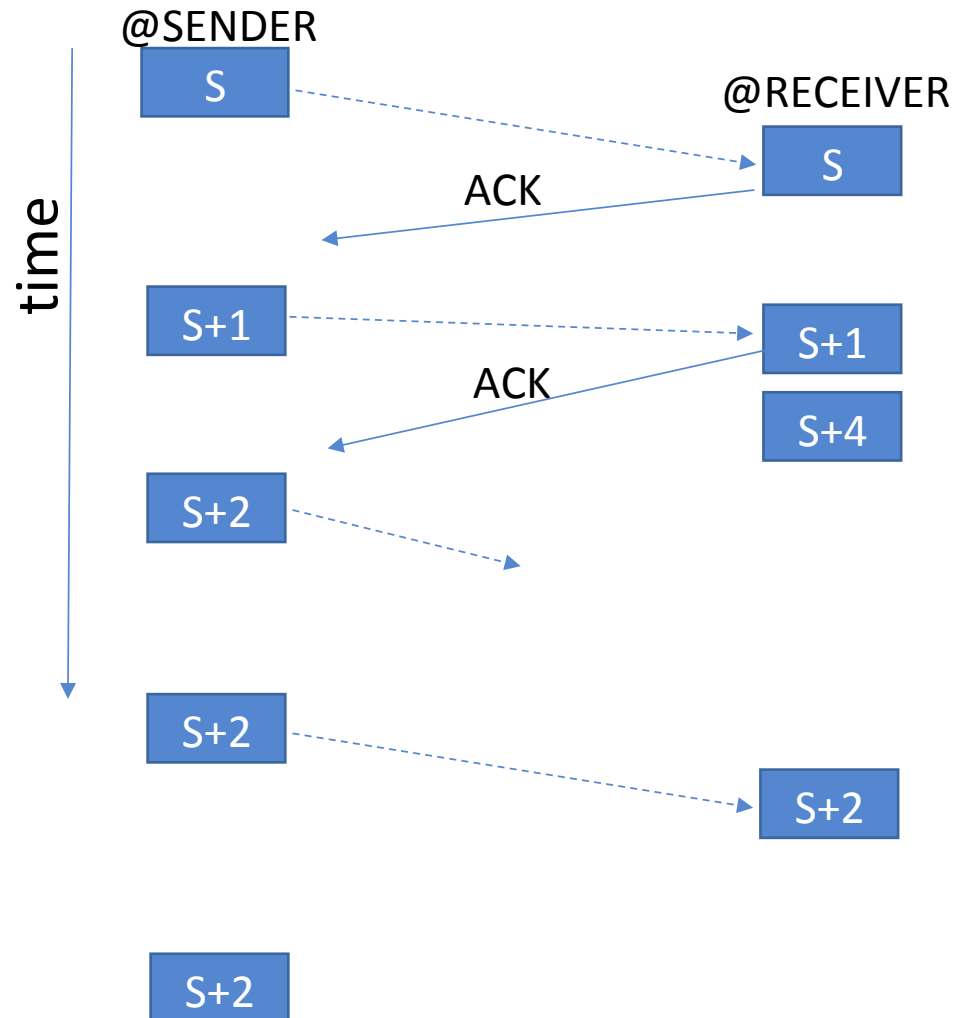 @SENDER
S
@RECEIVER
S
ACK
time
S+1
S+1
ACK
S+4
S+2
S+2
S+2
S+2